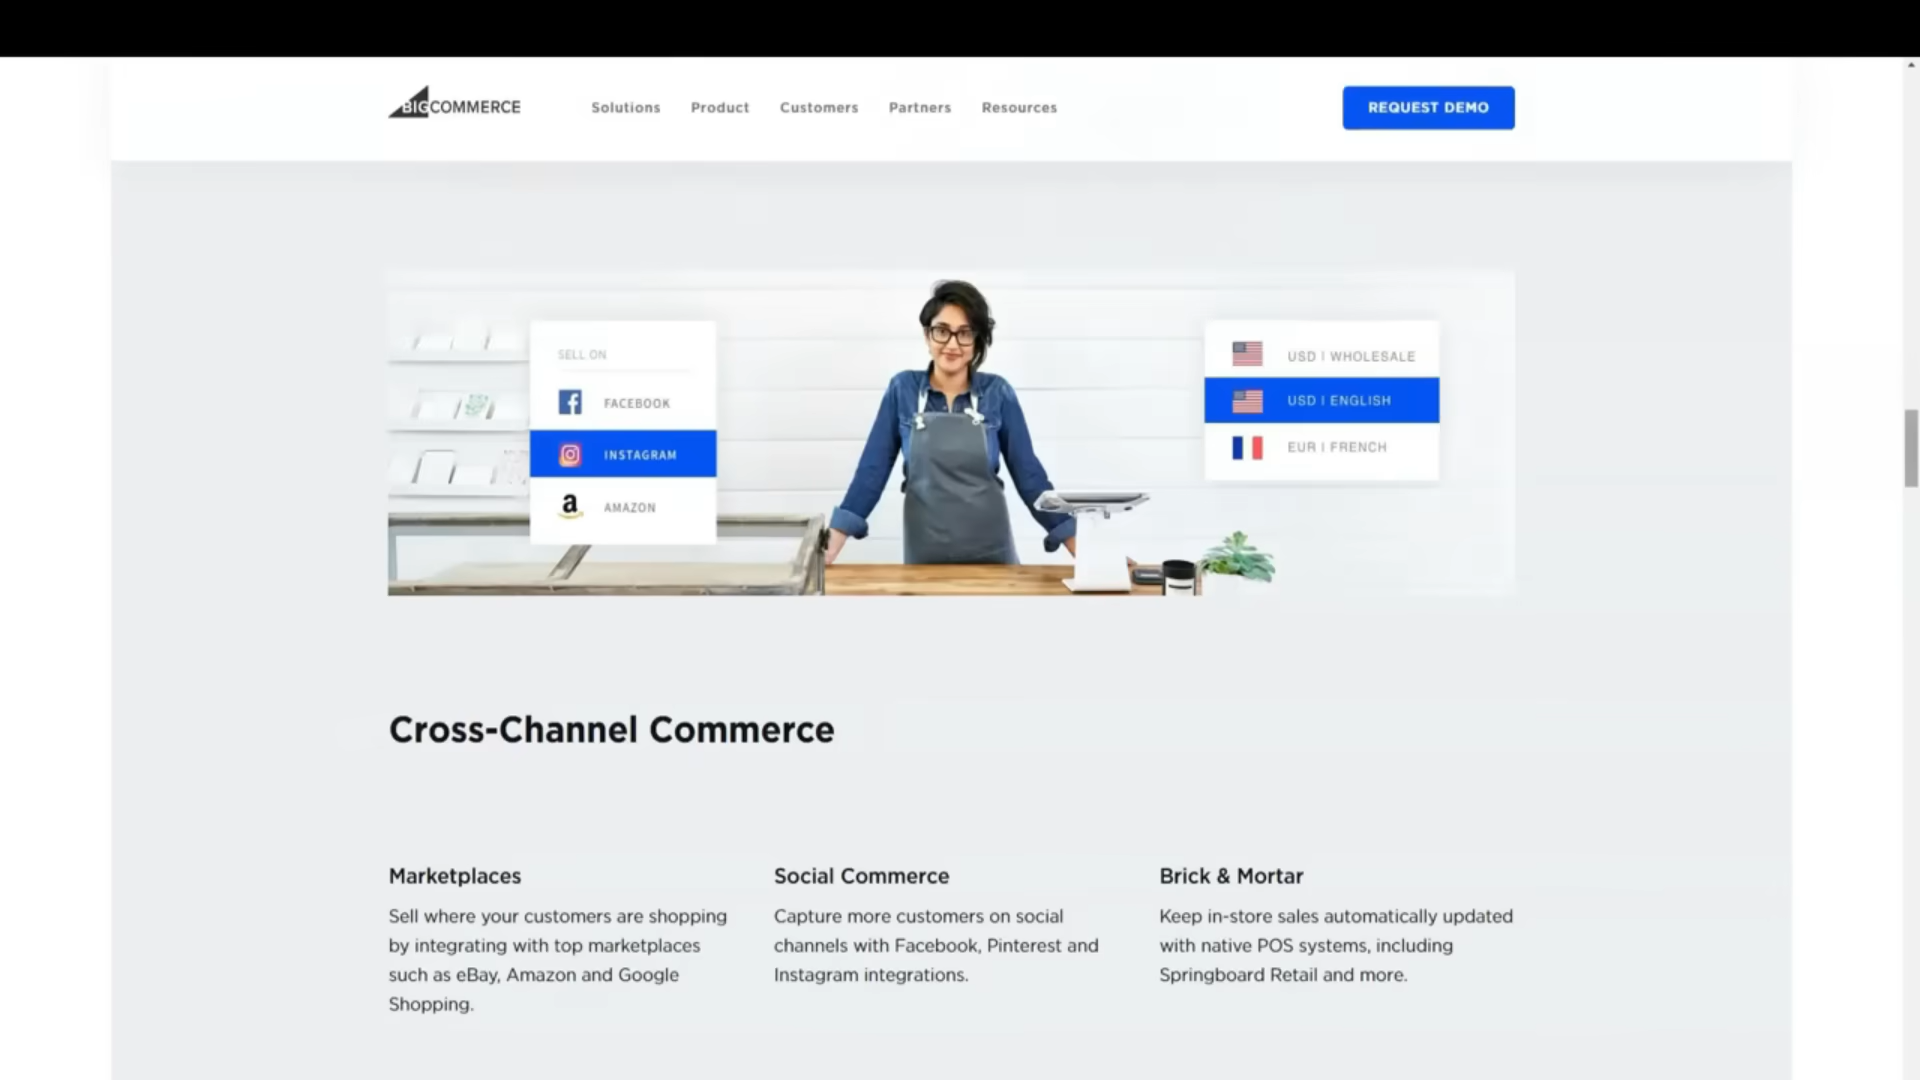 BIGCOMMERCE
Solutions
Product
Customers
Partners
Resources
REQUEST DEMO
SELL ON
FACEBOOK
INSTAGRAM
AMAZON
USD | WHOLESALE
USD | ENGLISH
EUR | FRENCH
Cross-Channel Commerce
Marketplaces
Sell where your customers are shopping
by integrating with top marketplaces
such as eBay, Amazon and Google
Shopping.
Social Commerce
Capture more customers on social
channels with Facebook, Pinterest and
Instagram integrations.
Brick & Mortar
Keep in-store sales automatically updated
with native POS systems, including
Springboard Retail and more.